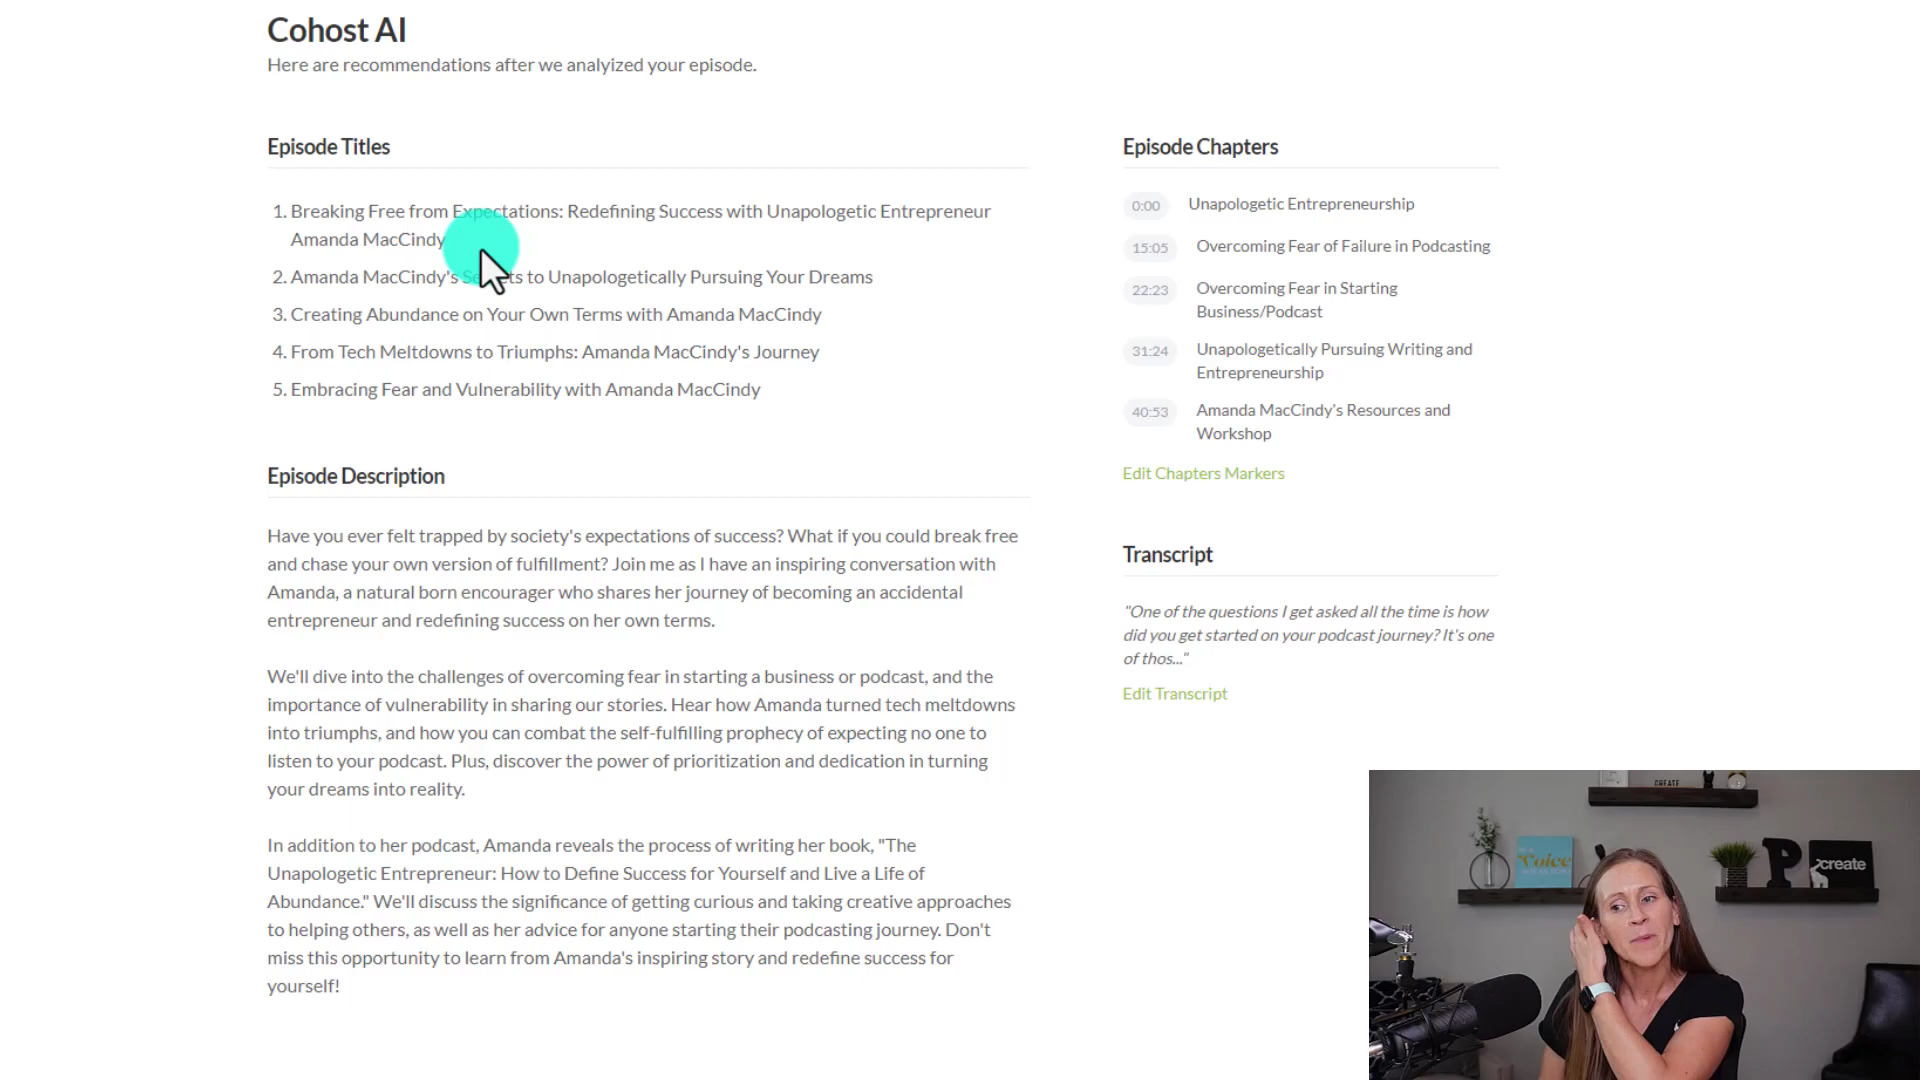 Cohost AI
Here are recommendations after we analyized your episode.
Episode Titles
1. Breaking Free from Expectations: Redefining Success with Unapologetic Entrepreneur
Amanda MacCindy
2. Amanda MacCindy's Secrets to Unapologetically Pursuing Your Dreams
3. Creating Abundance on Your Own Terms with Amanda MacCindy
4. From Tech Meltdowns to Triumphs: Amanda MacCindy's Journey
5. Embracing Fear and Vulnerability with Amanda MacCindy
Episode Description
Have you ever felt trapped by society's expectations of success? What if you could break free
and chase your own version of fulfillment? Join me as I have an inspiring conversation with
Amanda, a natural born encourager who shares her journey of becoming an accidental
entrepreneur and redefining success on her own terms.
We'll dive into the challenges of overcoming fear in starting a business or podcast, and the
importance of vulnerability in sharing our stories. Hear how Amanda turned tech meltdowns
into triumphs, and how you can combat the self-fulfilling prophecy of expecting no one to
listen to your podcast. Plus, discover the power of prioritization and dedication in turning
your dreams into reality.
In addition to her podcast, Amanda reveals the process of writing her book, "The
Unapologetic Entrepreneur: How to Define Success for Yourself and Live a Life of
Abundance." We'll discuss the significance of getting curious and taking creative approaches
to helping others, as well as her advice for anyone starting their podcasting journey. Don't
miss this opportunity to learn from Amanda's inspiring story and redefine success for
yourself!
Episode Chapters
0:00 Unapologetic Entrepreneurship
15:05 Overcoming Fear of Failure in Podcasting
22:23 Overcoming Fear in Starting
Business/Podcast
31:24 Unapologetically Pursuing Writing and
Entrepreneurship
40:53 Amanda MacCindy's Resources and
Workshop
Edit Chapters Markers
Transcript
"One of the questions I get asked all the time is how
did you get started on your podcast journey? It's one
of thos..."
Edit Transcript
CREATE
Voice
P
create